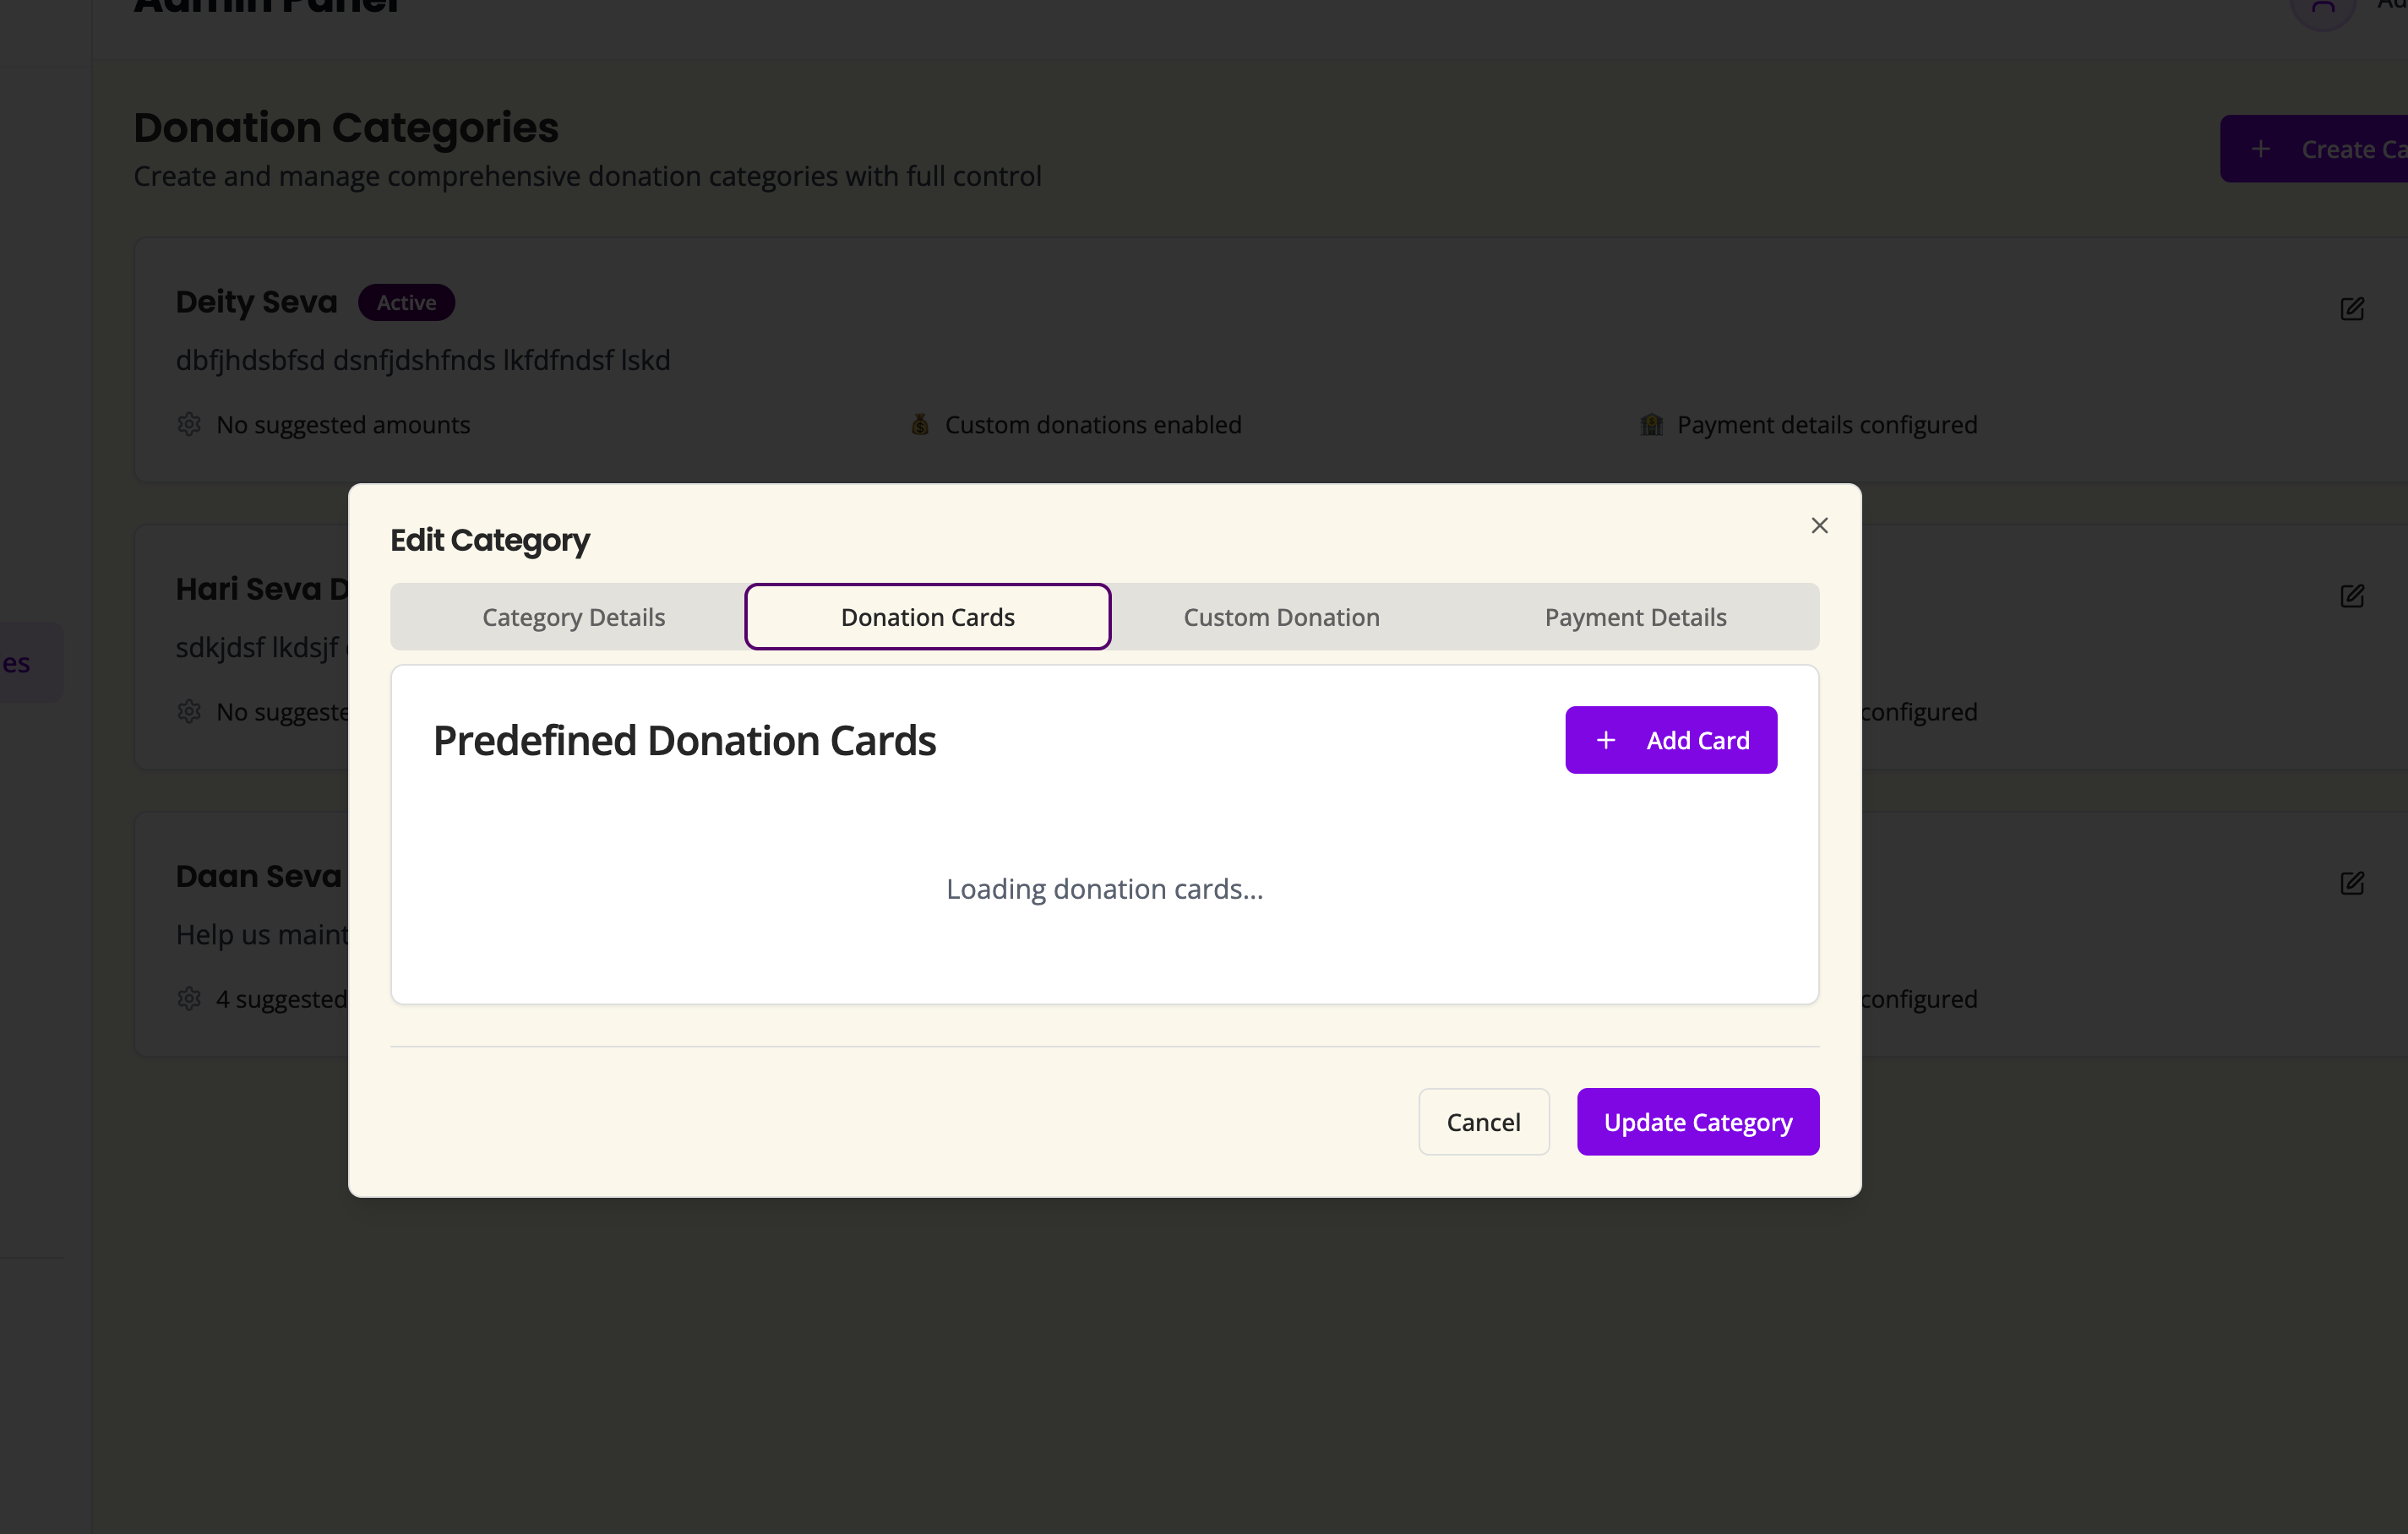 Admin Panel
Donation Categories
Create and manage comprehensive donation categories with full control
Create
Deity Seva
Active
dbfjhdsbfsd dsnfjdshfnds lkfdfndsf lskd
No suggested amounts
Custom donations enabled
Payment details configured
Hari Seva
sdkjdsf lkdsjf
No
configured
Daan Seva
Help us
4 suggested
configured
es
Edit Category
Category Details
Donation Cards
Custom Donation
Payment Details
Predefined Donation Cards
Add Card
Loading donation cards...
Cancel
Update Category